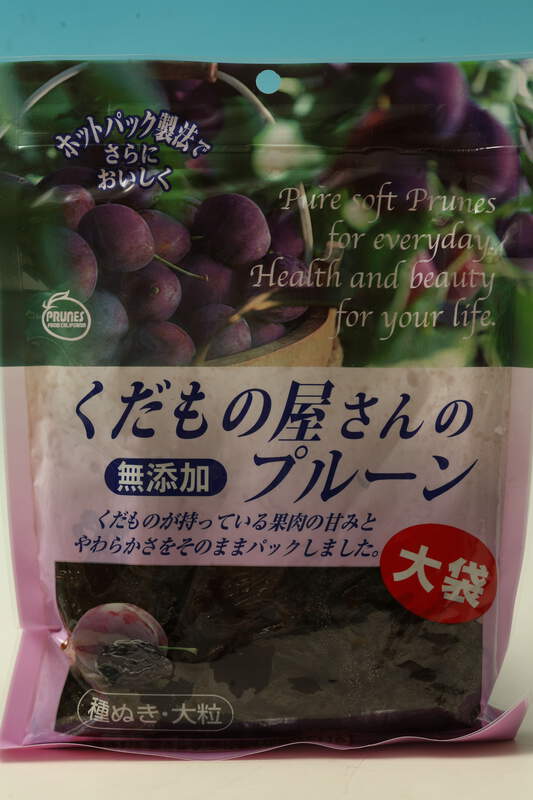 ホットパック製法で
さらに
おいしく
Pure soft Prunes
for everyday.
Health and beauty
for your life.
PRUNES
FROM CALIFORNIA
くだもの屋さんの
無添加
プルーン
くだものが持っている果肉の甘みと
やわらかさをそのままパックしました。
大袋
種ぬき・大粒